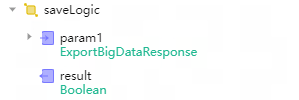 saveLogic
param1
ExportBigDataResponse
result
Boolean